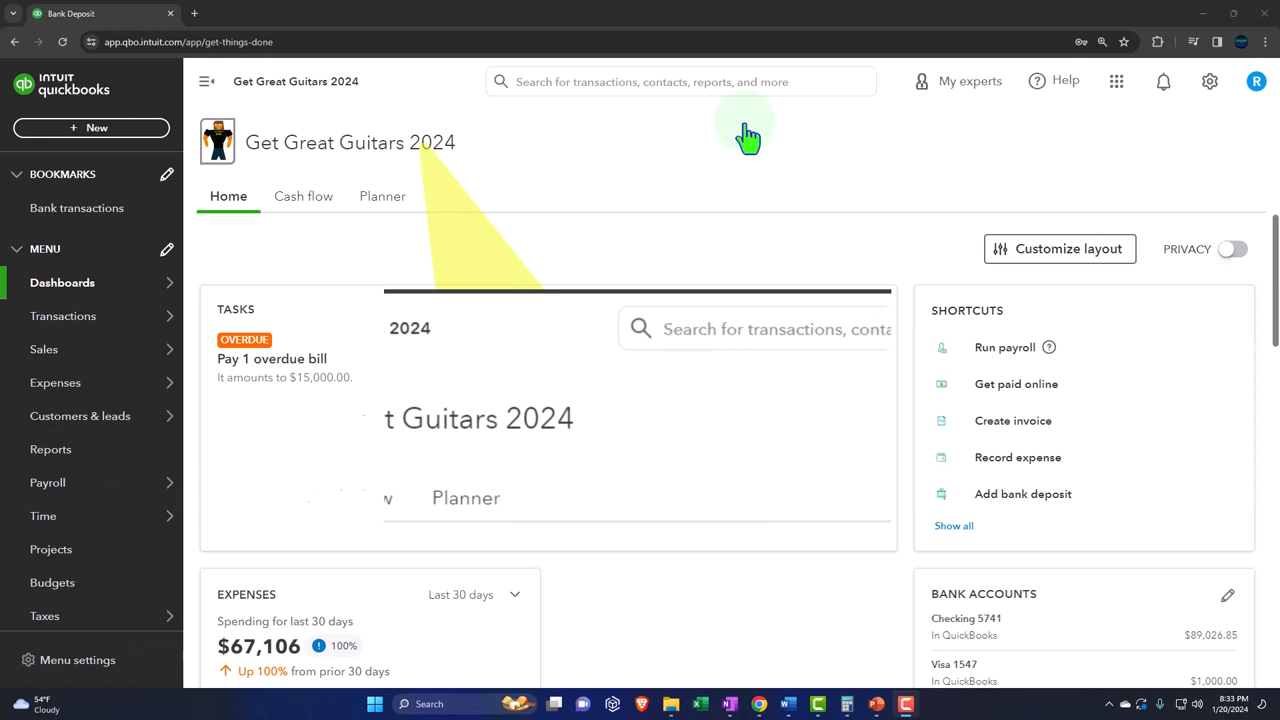 Bank Deposit
app.qbo.intuit.com/app/get-things-done
INTUIT
quickbooks
Get Great Guitars 2024
Search for transactions, contacts, reports, and more
My experts
Help
R
+ New
Get Great Guitars 2024
BOOKMARKS
Bank transactions
Home
Cash flow
Planner
MENU
Customize layout
PRIVACY
Dashboards
Transactions
Sales
Expenses
Customers & leads
Reports
Payroll
Time
Projects
Budgets
Taxes
Menu settings
TASKS
OVERDUE
Pay 1 overdue bill
It amounts to $15,000.00.
2024
Search for transactions, conta
t Guitars 2024
w
Planner
SHORTCUTS
Run payroll
Get paid online
Create invoice
Record expense
Add bank deposit
Show all
EXPENSES
Last 30 days
Spending for last 30 days
$67,106
100%
Up 100% from prior 30 days
BANK ACCOUNTS
Checking 5741
In QuickBooks
$89,026.85
Visa 1547
In QuickBooks
$1,000.00
54°F
Cloudy
Search
8:33 PM
1/20/2024